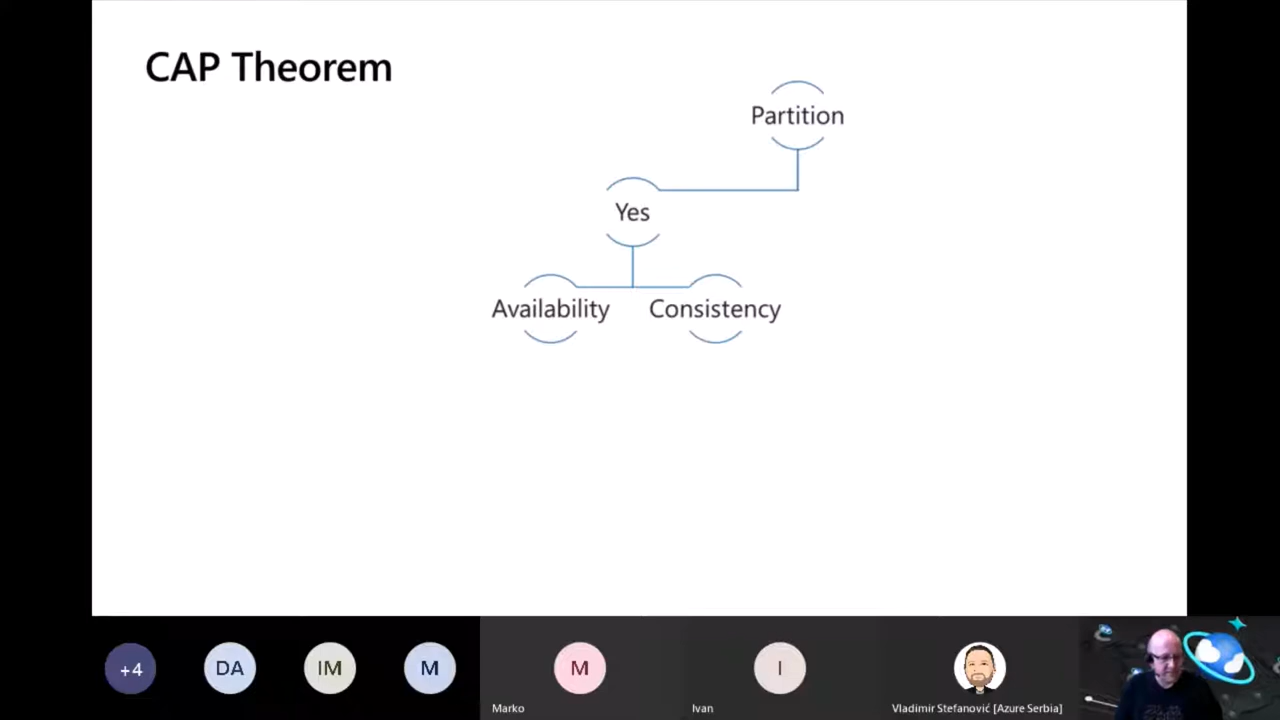 CAP Theorem
Partition
Yes
Availability
Consistency
+4
DA
IM
M
M
I
Marko
Ivan
Vladimir Stefanović [Azure Serbia]